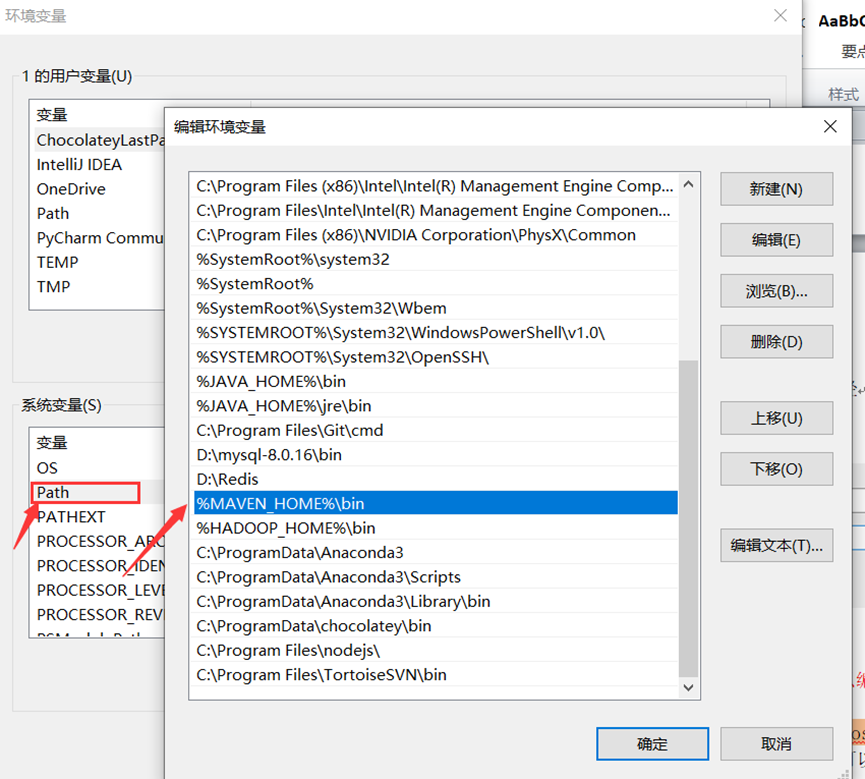 环境变量
AaBbC
要点
样式
1 的用户变量(U)
变量
ChocolateyLastPa
IntelliJ IDEA
OneDrive
Path
PyCharm Commu
TEMP
TMP
系统变量(S)
变量
OS
Path
PATHEXT
PROCESSOR_ARC
PROCESSOR_IDEN
PROCESSOR_LEVE
PROCESSOR_REVI
编辑环境变量
C:\Program Files (x86)\Intel\Intel(R) Management Engine Comp...
C:\Program Files\Intel\Intel(R) Management Engine Componen...
C:\Program Files (x86)\NVIDIA Corporation\PhysX\Common
%SystemRoot%\system32
%SystemRoot%
%SystemRoot%\System32\Wbem
%SYSTEMROOT%\System32\WindowsPowerShell\v1.0\
%SYSTEMROOT%\System32\OpenSSH\
%JAVA_HOME%\bin
%JAVA_HOME%\jre\bin
C:\Program Files\Git\cmd
D:\mysql-8.0.16\bin
D:\Redis
%MAVEN_HOME%\bin
%HADOOP_HOME%\bin
C:\ProgramData\Anaconda3
C:\ProgramData\Anaconda3\Scripts
C:\ProgramData\Anaconda3\Library\bin
C:\ProgramData\chocolatey\bin
C:\Program Files\nodejs\
C:\Program Files\TortoiseSVN\bin
新建(N)
编辑(E)
浏览(B)...
删除(D)
上移(U)
下移(O)
编辑文本(T)...
确定
取消